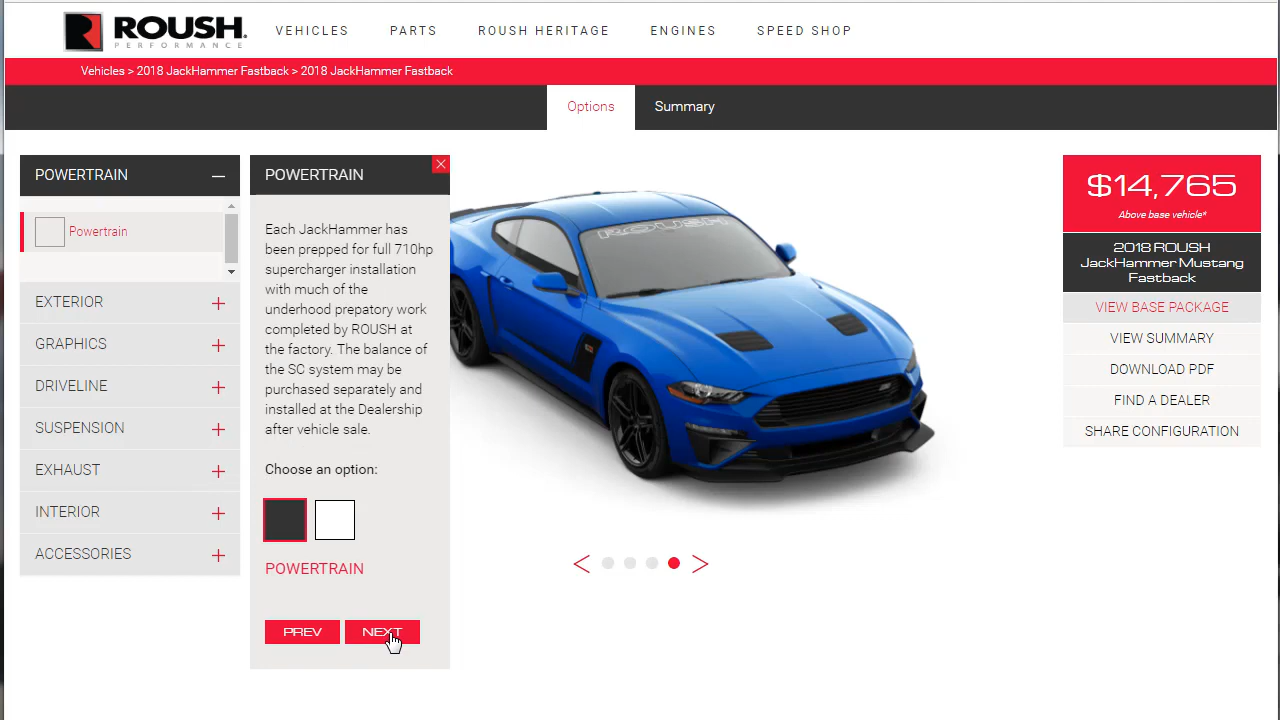 ROUSH
PERFORMANCE
VEHICLES
PARTS
ROUSH HERITAGE
ENGINES
SPEED SHOP
Vehicles > 2018 JackHammer Fastback > 2018 JackHammer Fastback
Options
Summary
POWERTRAIN
Powertrain
EXTERIOR
GRAPHICS
DRIVELINE
SUSPENSION
EXHAUST
INTERIOR
ACCESSORIES
POWERTRAIN
Each JackHammer has
been prepped for full 710hp
supercharger installation
with much of the
underhood prepatory work
completed by ROUSH at
the factory. The balance of
the SC system may be
purchased separately and
installed at the Dealership
after vehicle sale.
Choose an option:
POWERTRAIN
PREV
NEXT
ROUSH
$14,765
Above base vehicle*
2018 ROUSH
JackHammer Mustang
Fastback
VIEW BASE PACKAGE
VIEW SUMMARY
DOWNLOAD PDF
FIND A DEALER
SHARE CONFIGURATION